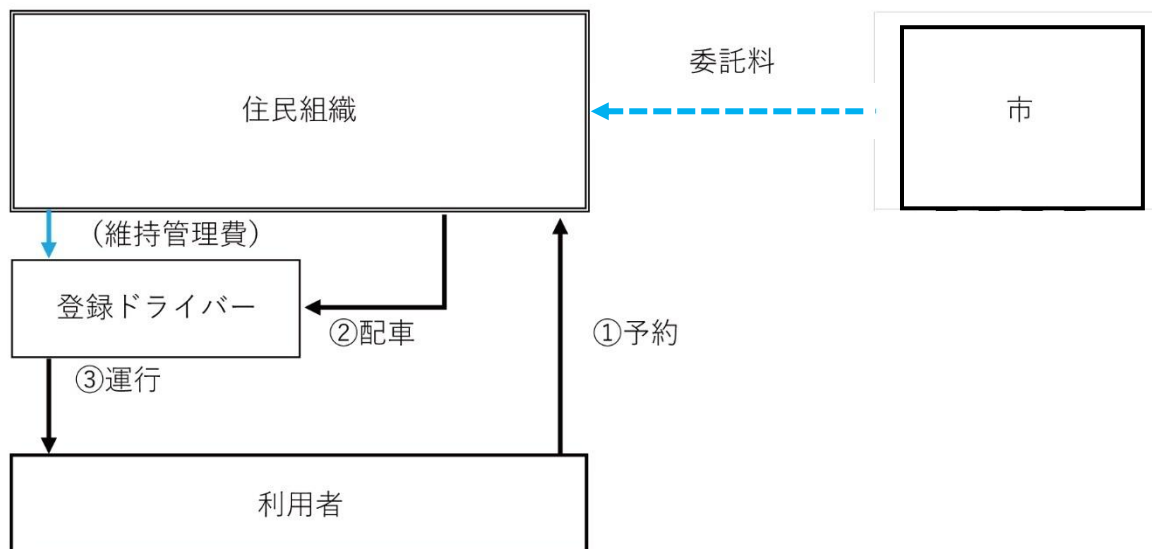 委託料
住民組織
市
（維持管理費）
登録ドライバー
②配車
①予約
③運行
利用者